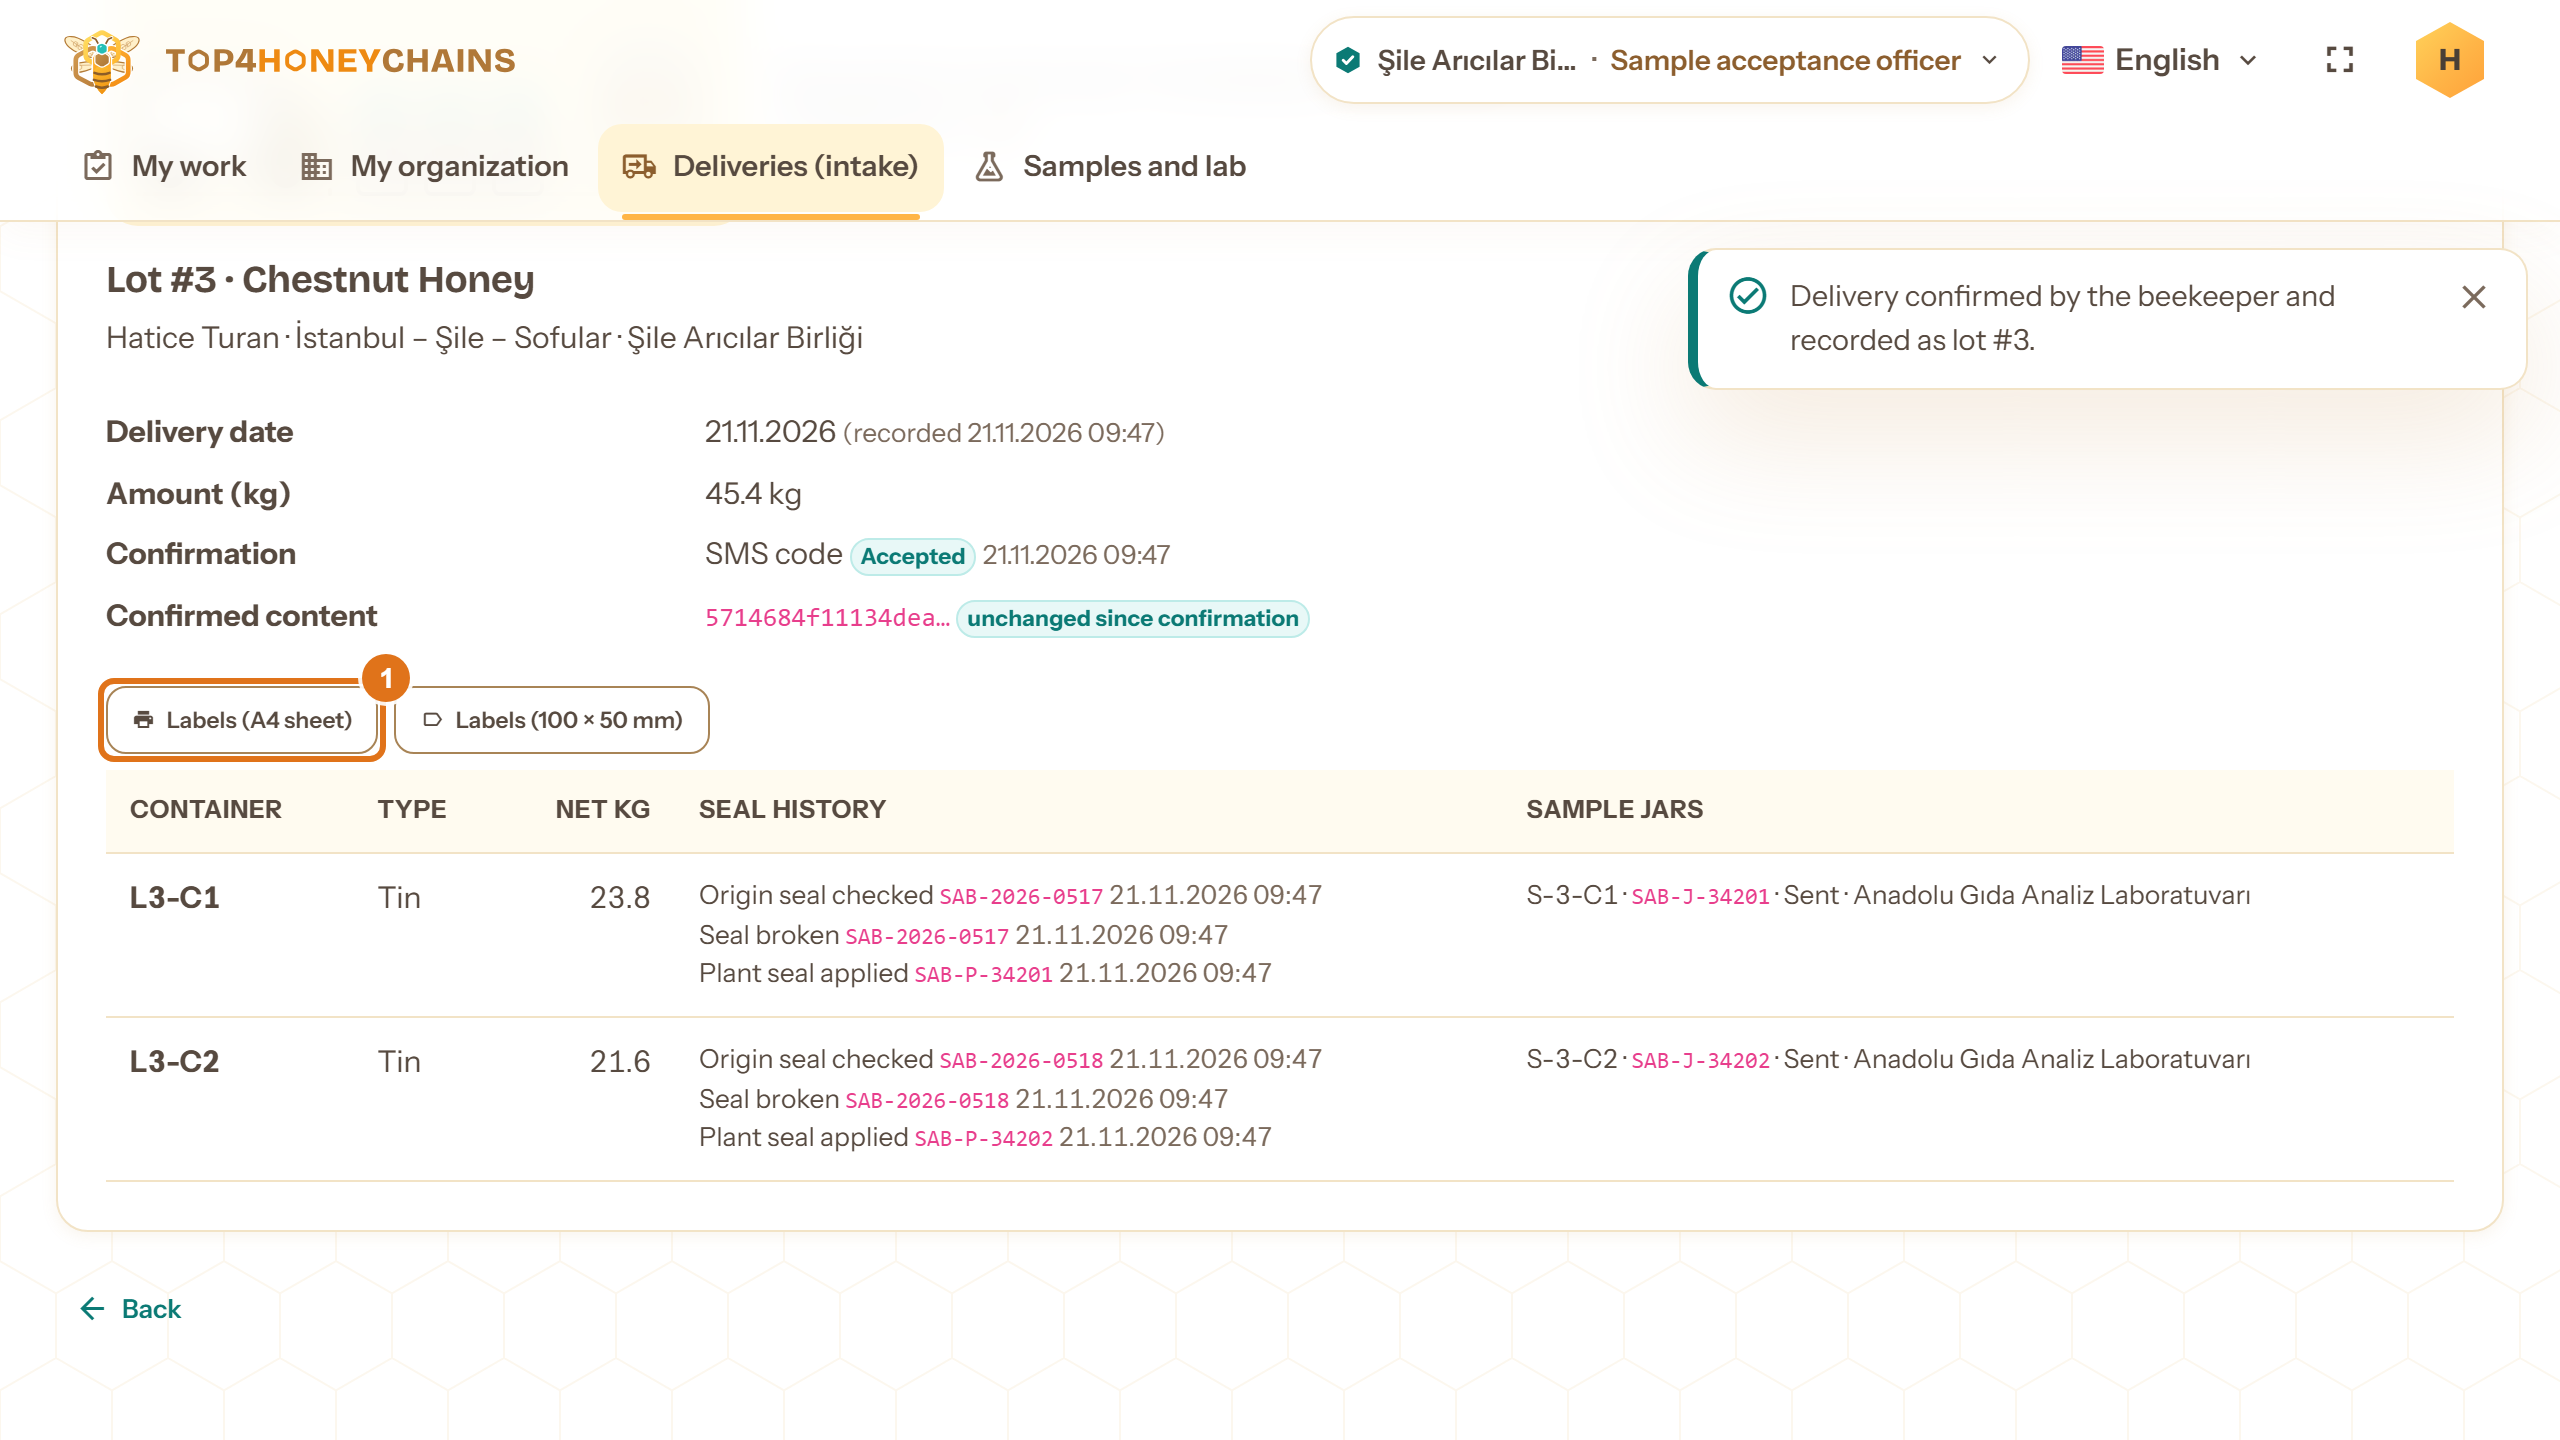 TOP4HONEYCHAINS
Şile Arıcılar Bi... · Sample acceptance officer
English
H
My work
My organization
Deliveries (intake)
Samples and lab
Lot #3 · Chestnut Honey
Hatice Turan · İstanbul – Şile – Sofular · Şile Arıcılar Birliği
Delivery confirmed by the beekeeper and
recorded as lot #3.
Delivery date 21.11.2026 (recorded 21.11.2026 09:47)
Amount (kg) 45.4 kg
Confirmation SMS code Accepted 21.11.2026 09:47
Confirmed content 5714684f11134dea… unchanged since confirmation
1
Labels (A4 sheet) Labels (100 × 50 mm)
CONTAINER TYPE NET KG SEAL HISTORY SAMPLE JARS
L3-C1 Tin 23.8 Origin seal checked SAB-2026-0517 21.11.2026 09:47 S-3-C1 · SAB-J-34201 · Sent · Anadolu Gıda Analiz Laboratuvarı
Seal broken SAB-2026-0517 21.11.2026 09:47
Plant seal applied SAB-P-34201 21.11.2026 09:47
L3-C2 Tin 21.6 Origin seal checked SAB-2026-0518 21.11.2026 09:47 S-3-C2 · SAB-J-34202 · Sent · Anadolu Gıda Analiz Laboratuvarı
Seal broken SAB-2026-0518 21.11.2026 09:47
Plant seal applied SAB-P-34202 21.11.2026 09:47
Back